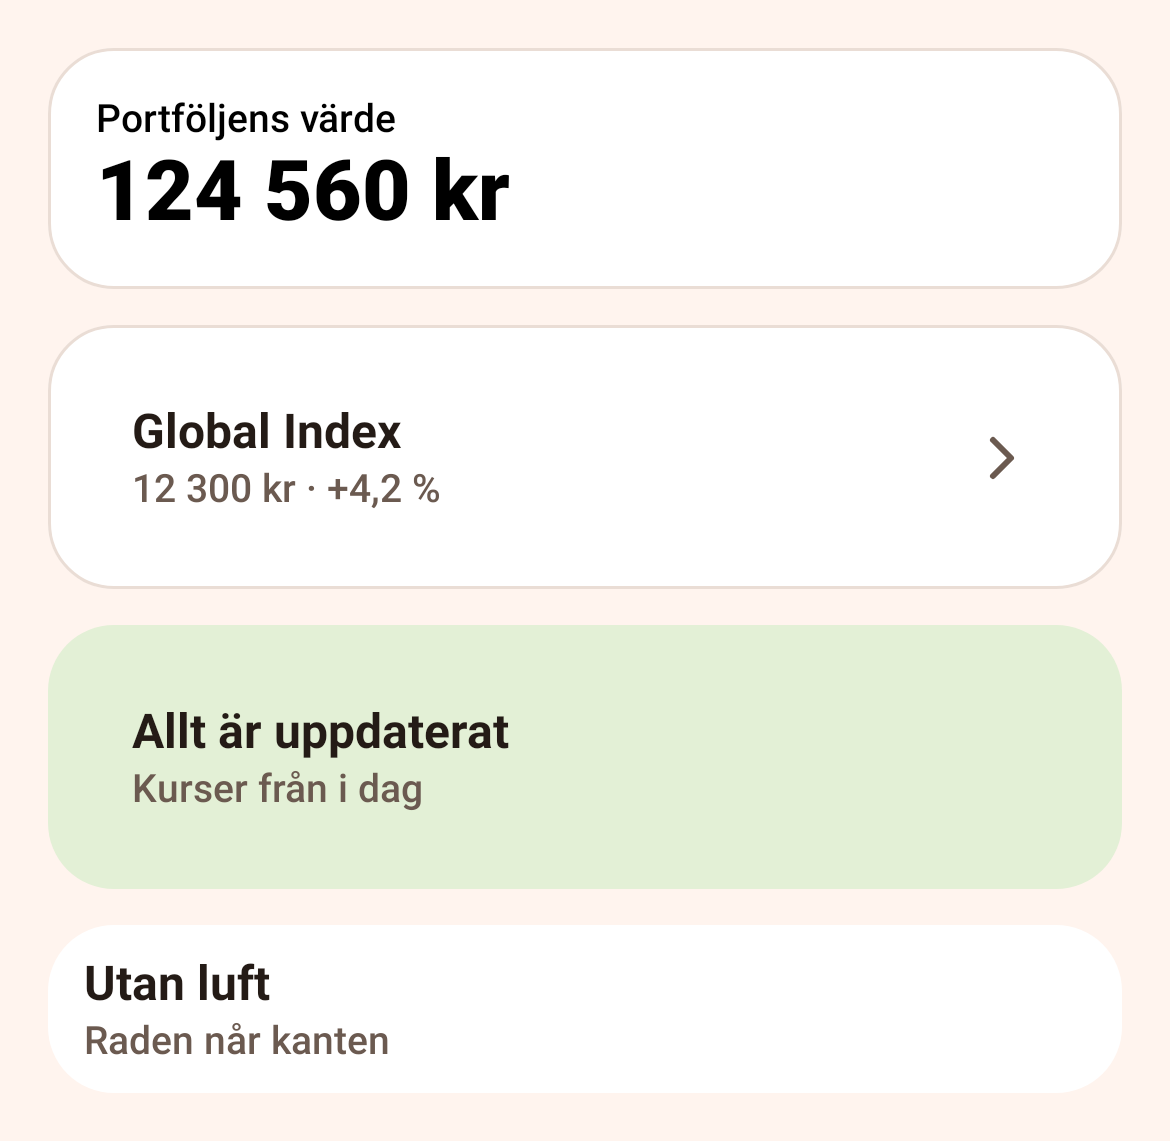 Portföljens värde
124 560 kr
Global Index
12 300 kr · +4,2 %
Allt är uppdaterat
Kurser från i dag
Utan luft
Raden når kanten